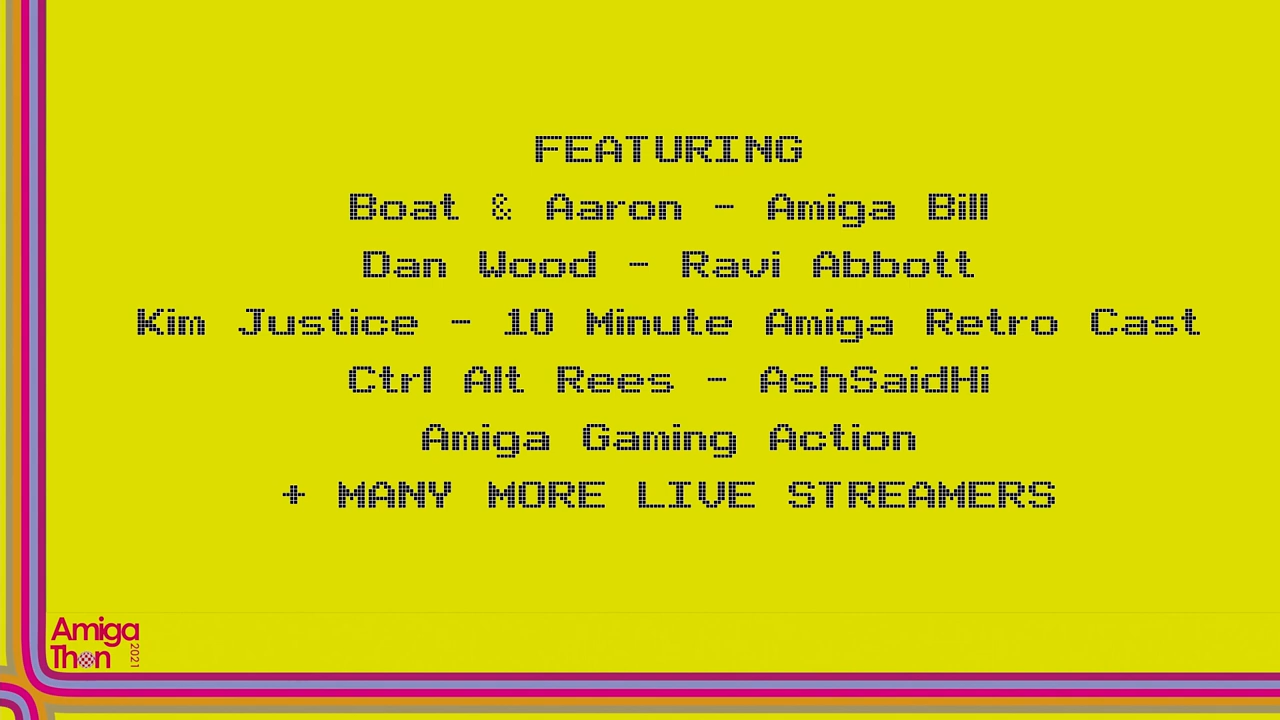 FEATURING
Boat & Aaron - Amiga Bill
Dan Wood - Ravi Abbott
Kim Justice - 10 Minute Amiga Retro Cast
Ctrl Alt Rees - AshSaidHi
Amiga Gaming Action
+ MANY MORE LIVE STREAMERS
Amiga
Thon 2021